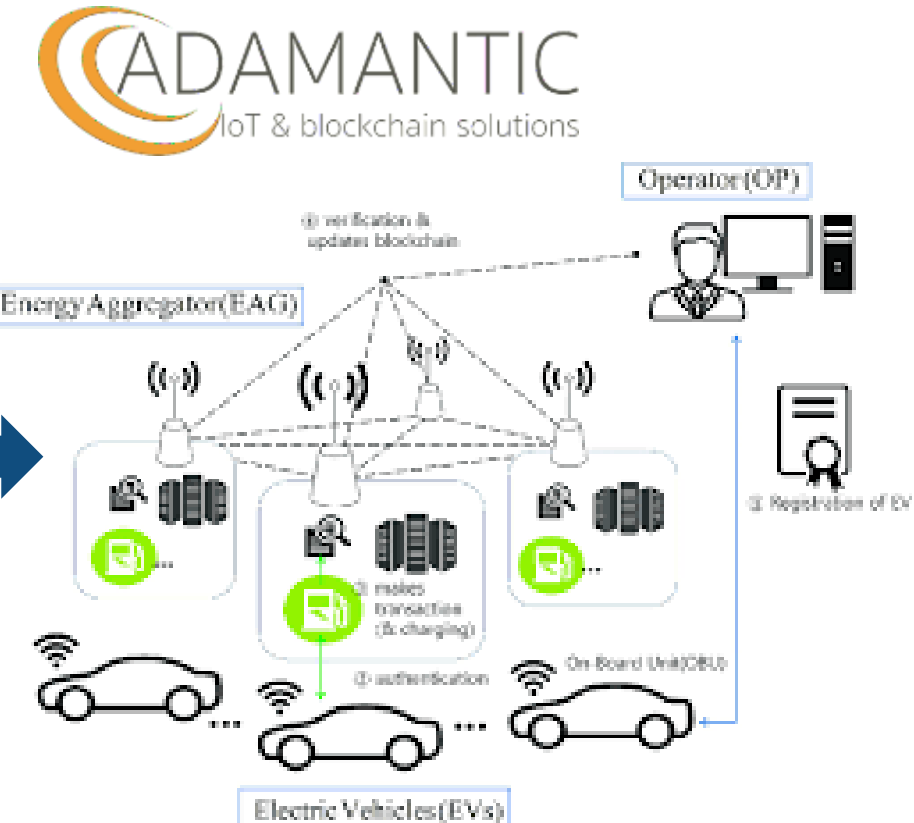 ADAMANTIC
IoT & blockchain solutions
Operator(OP)
verification &
updates blockchain
Energy Aggregator(EAG)
Registration of EV
makes
transaction
(& charging)
On-Board Unit(OBU)
authentication
Electric Vehicles(EVs)